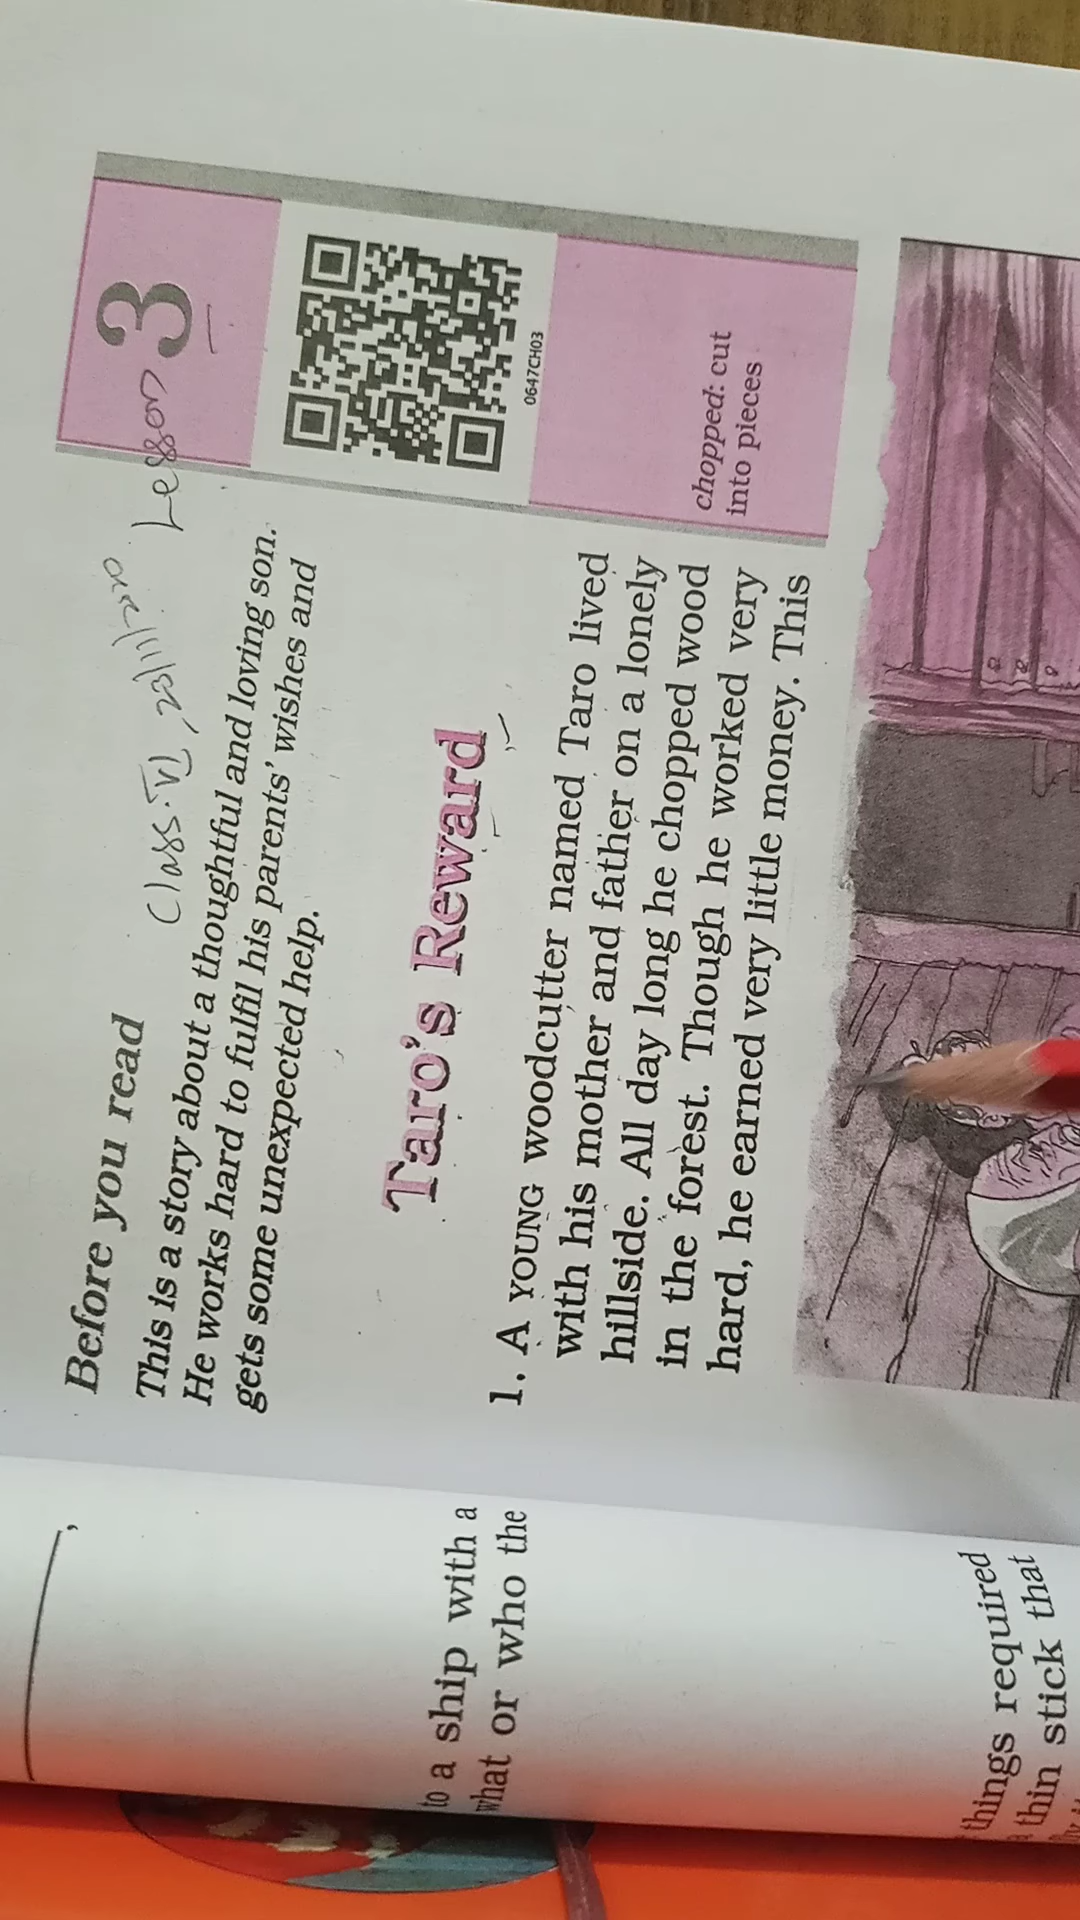 Before you read
Class. VI, 23/11/2020 Lesson 3
This is a story about a thoughtful and loving son.
He works hard to fulfil his parents' wishes and
gets some unexpected help.
0647CH03
Taro's Reward
1. A YOUNG woodcutter named Taro lived
with his mother and father on a lonely
hillside. All day long he chopped wood
in the forest. Though he worked very
hard, he earned very little money. This
chopped: cut
into pieces
to a ship with a
what or who the
things required
thin stick that